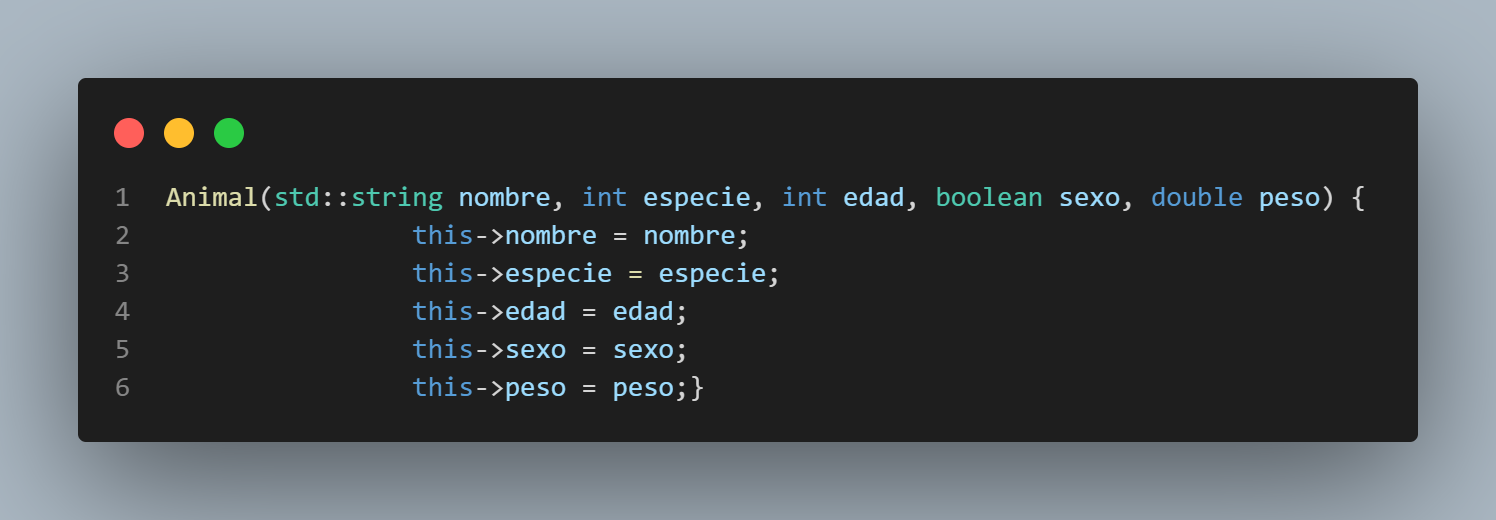 1 Animal(std::string nombre, int especie, int edad, boolean sexo, double peso) {
2 this->nombre = nombre;
3 this->especie = especie;
4 this->edad = edad;
5 this->sexo = sexo;
6 this->peso = peso;}